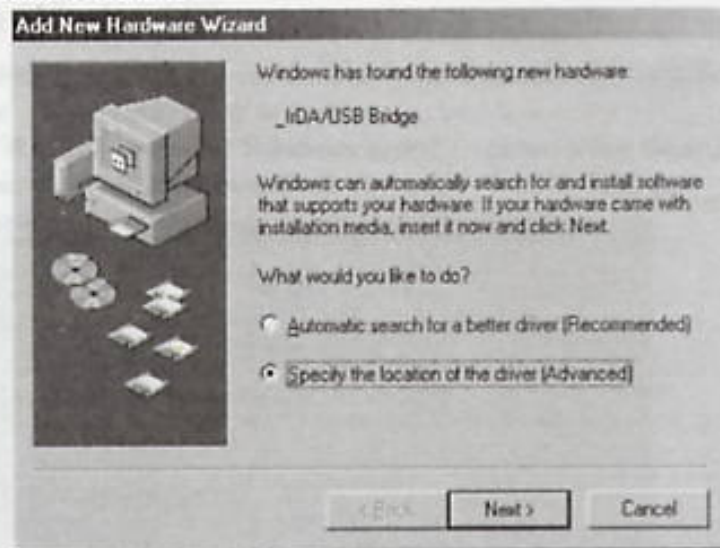 Add New Hardware Wizard
Windows has found the following new hardware:
_IrDA/USB Bridge
Windows can automatically search for and install software
that supports your hardware. If your hardware came with
installation media, insert it now and click Next.
What would you like to do?
Automatic search for a better driver (Recommended)
Specify the location of the driver (Advanced)
< Back
Next >
Cancel